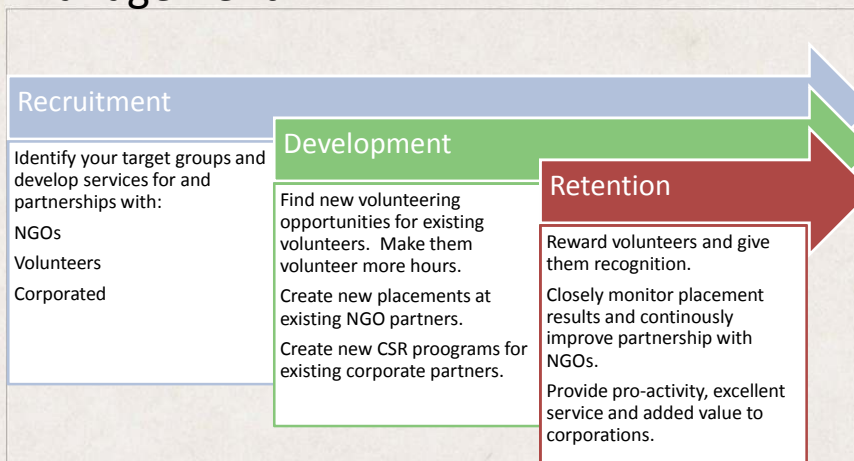 Recruitment
Identify your target groups and
develop services for and
partnerships with:
NGOs
Volunteers
Corporated
Development
Find new volunteering
opportunities for existing
volunteers.  Make them
volunteer more hours.
Create new placements at
existing NGO partners.
Create new CSR proograms for
existing corporate partners.
Retention
Reward volunteers and give
them recognition.
Closely monitor placement
results and continously
improve partnership with
NGOs.
Provide pro-activity, excellent
service and added value to
corporations.